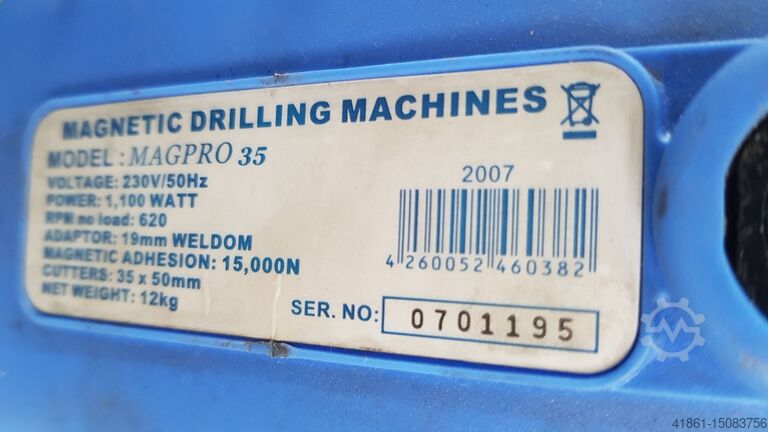 MAGNETIC DRILLING MACHINES
MODEL : MAGPRO 35
VOLTAGE: 230V/50Hz
POWER: 1,100 WATT
RPM no load: 620
ADAPTOR: 19mm WELDOM
MAGNETIC ADHESION: 15,000N
CUTTERS: 35 x 50mm
NET WEIGHT: 12kg
2007
4 260052 460382
SER. NO: 0701195
41861-15083756